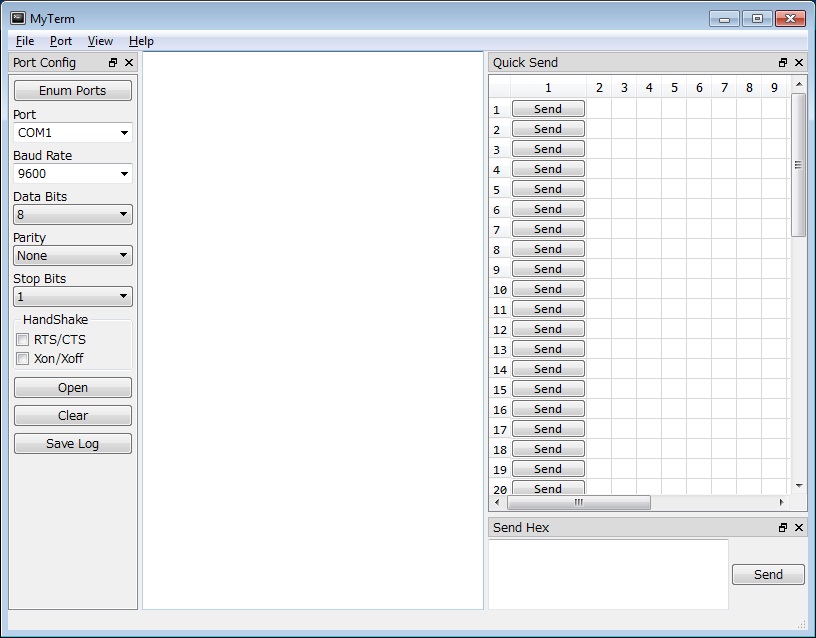 MyTerm
File Port View Help
Port Config
Enum Ports
Port
COM1
Baud Rate
9600
Data Bits
8
Parity
None
Stop Bits
1
HandShake
RTS/CTS
Xon/Xoff
Open
Clear
Save Log
Quick Send
1 2 3 4 5 6 7 8 9
1 Send
2 Send
3 Send
4 Send
5 Send
6 Send
7 Send
8 Send
9 Send
10 Send
11 Send
12 Send
13 Send
14 Send
15 Send
16 Send
17 Send
18 Send
19 Send
20 Send
Send Hex
Send